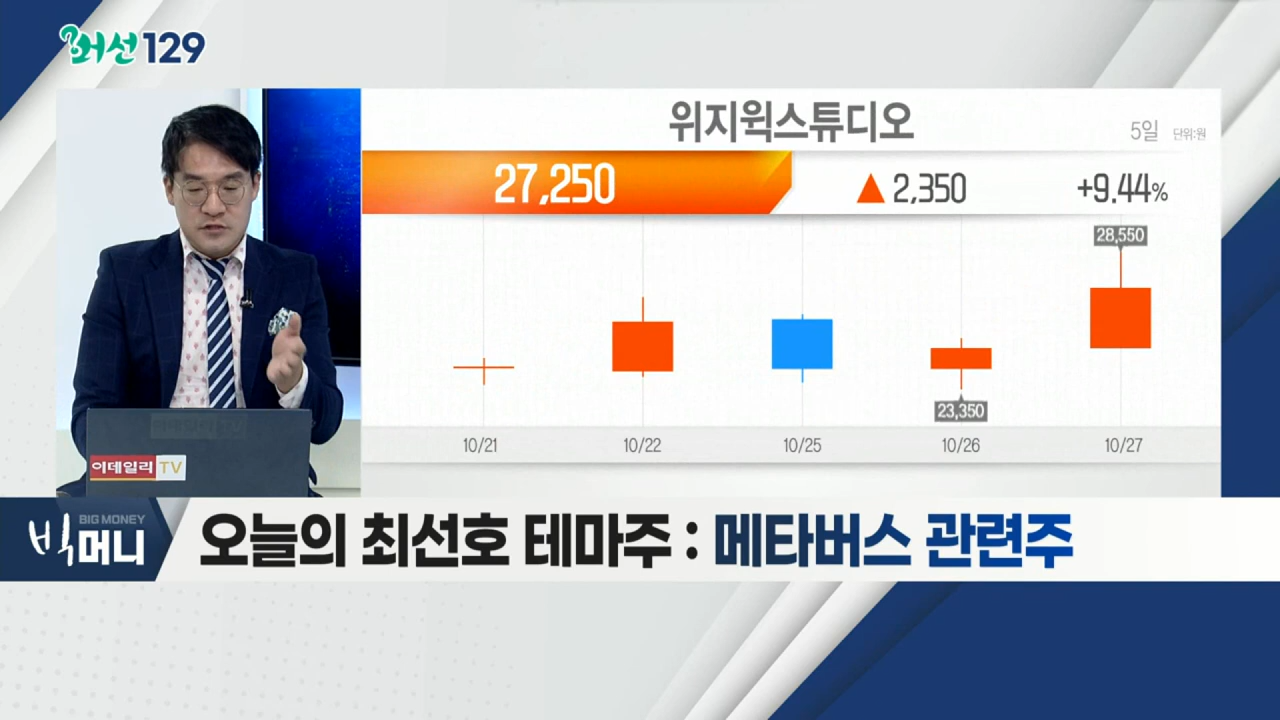 머선129
위지윅스튜디오
5일 단위:원
27,250 ▲ 2,350 +9.44%
28,550
23,350
10/21 10/22 10/25 10/26 10/27
이데일리TV
BIG MONEY
빅머니
오늘의 최선호 테마주 : 메타버스 관련주